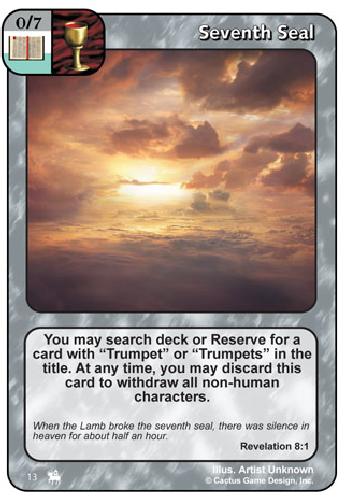 0/7
Seventh Seal
You may search deck or Reserve for a
card with “Trumpet” or “Trumpets” in the
title. At any time, you may discard this
card to withdraw all non-human
characters.
When the Lamb broke the seventh seal, there was silence in
heaven for about half an hour.
Revelation 8:1
13
Illus. Artist Unknown
© Cactus Game Design, Inc.